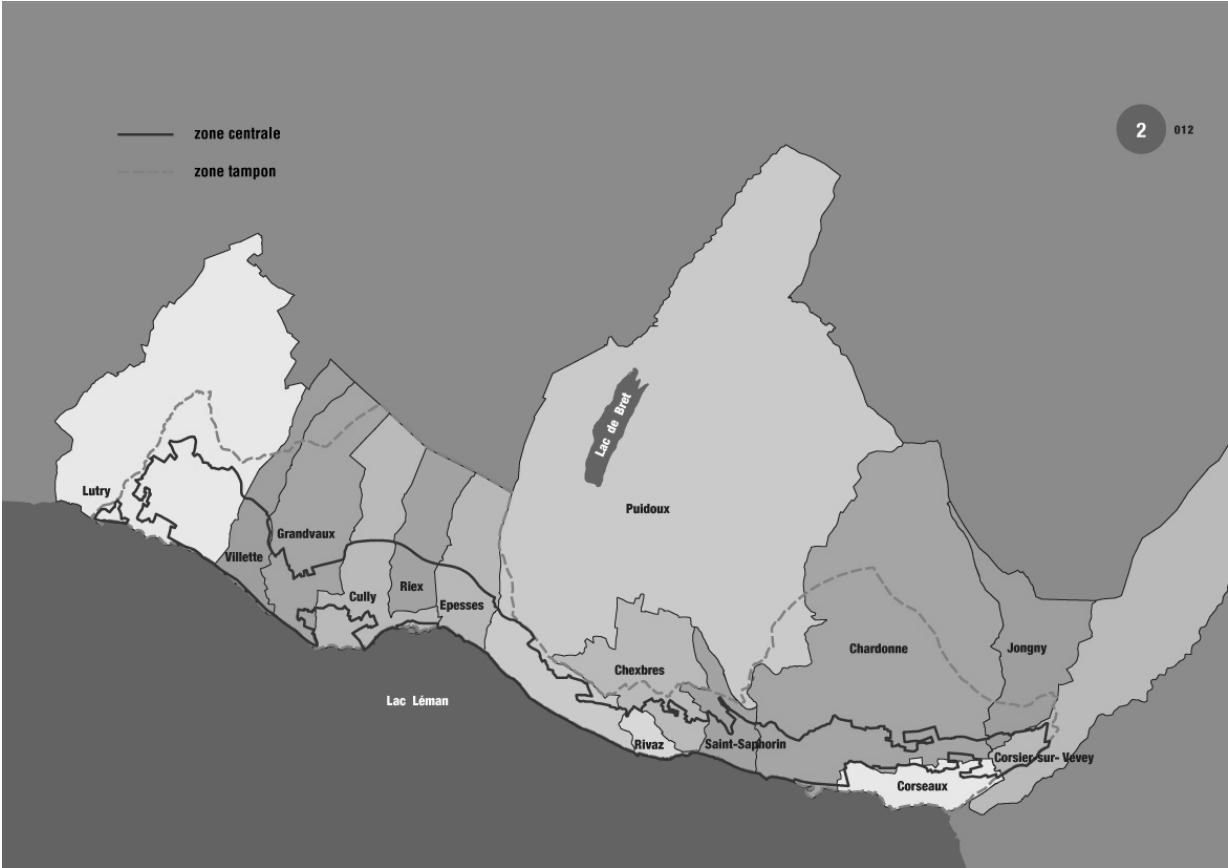 zone centrale
2 012
zone tampon
Lac de Bret
Lutry
Puidoux
Grandvaux
Villette
Riex
Cully
Epesses
Chardonne
Jongny
Chexbres
Lac Léman
Rivaz
Saint-Saphorin
Corsier-sur- Vevey
Corseaux